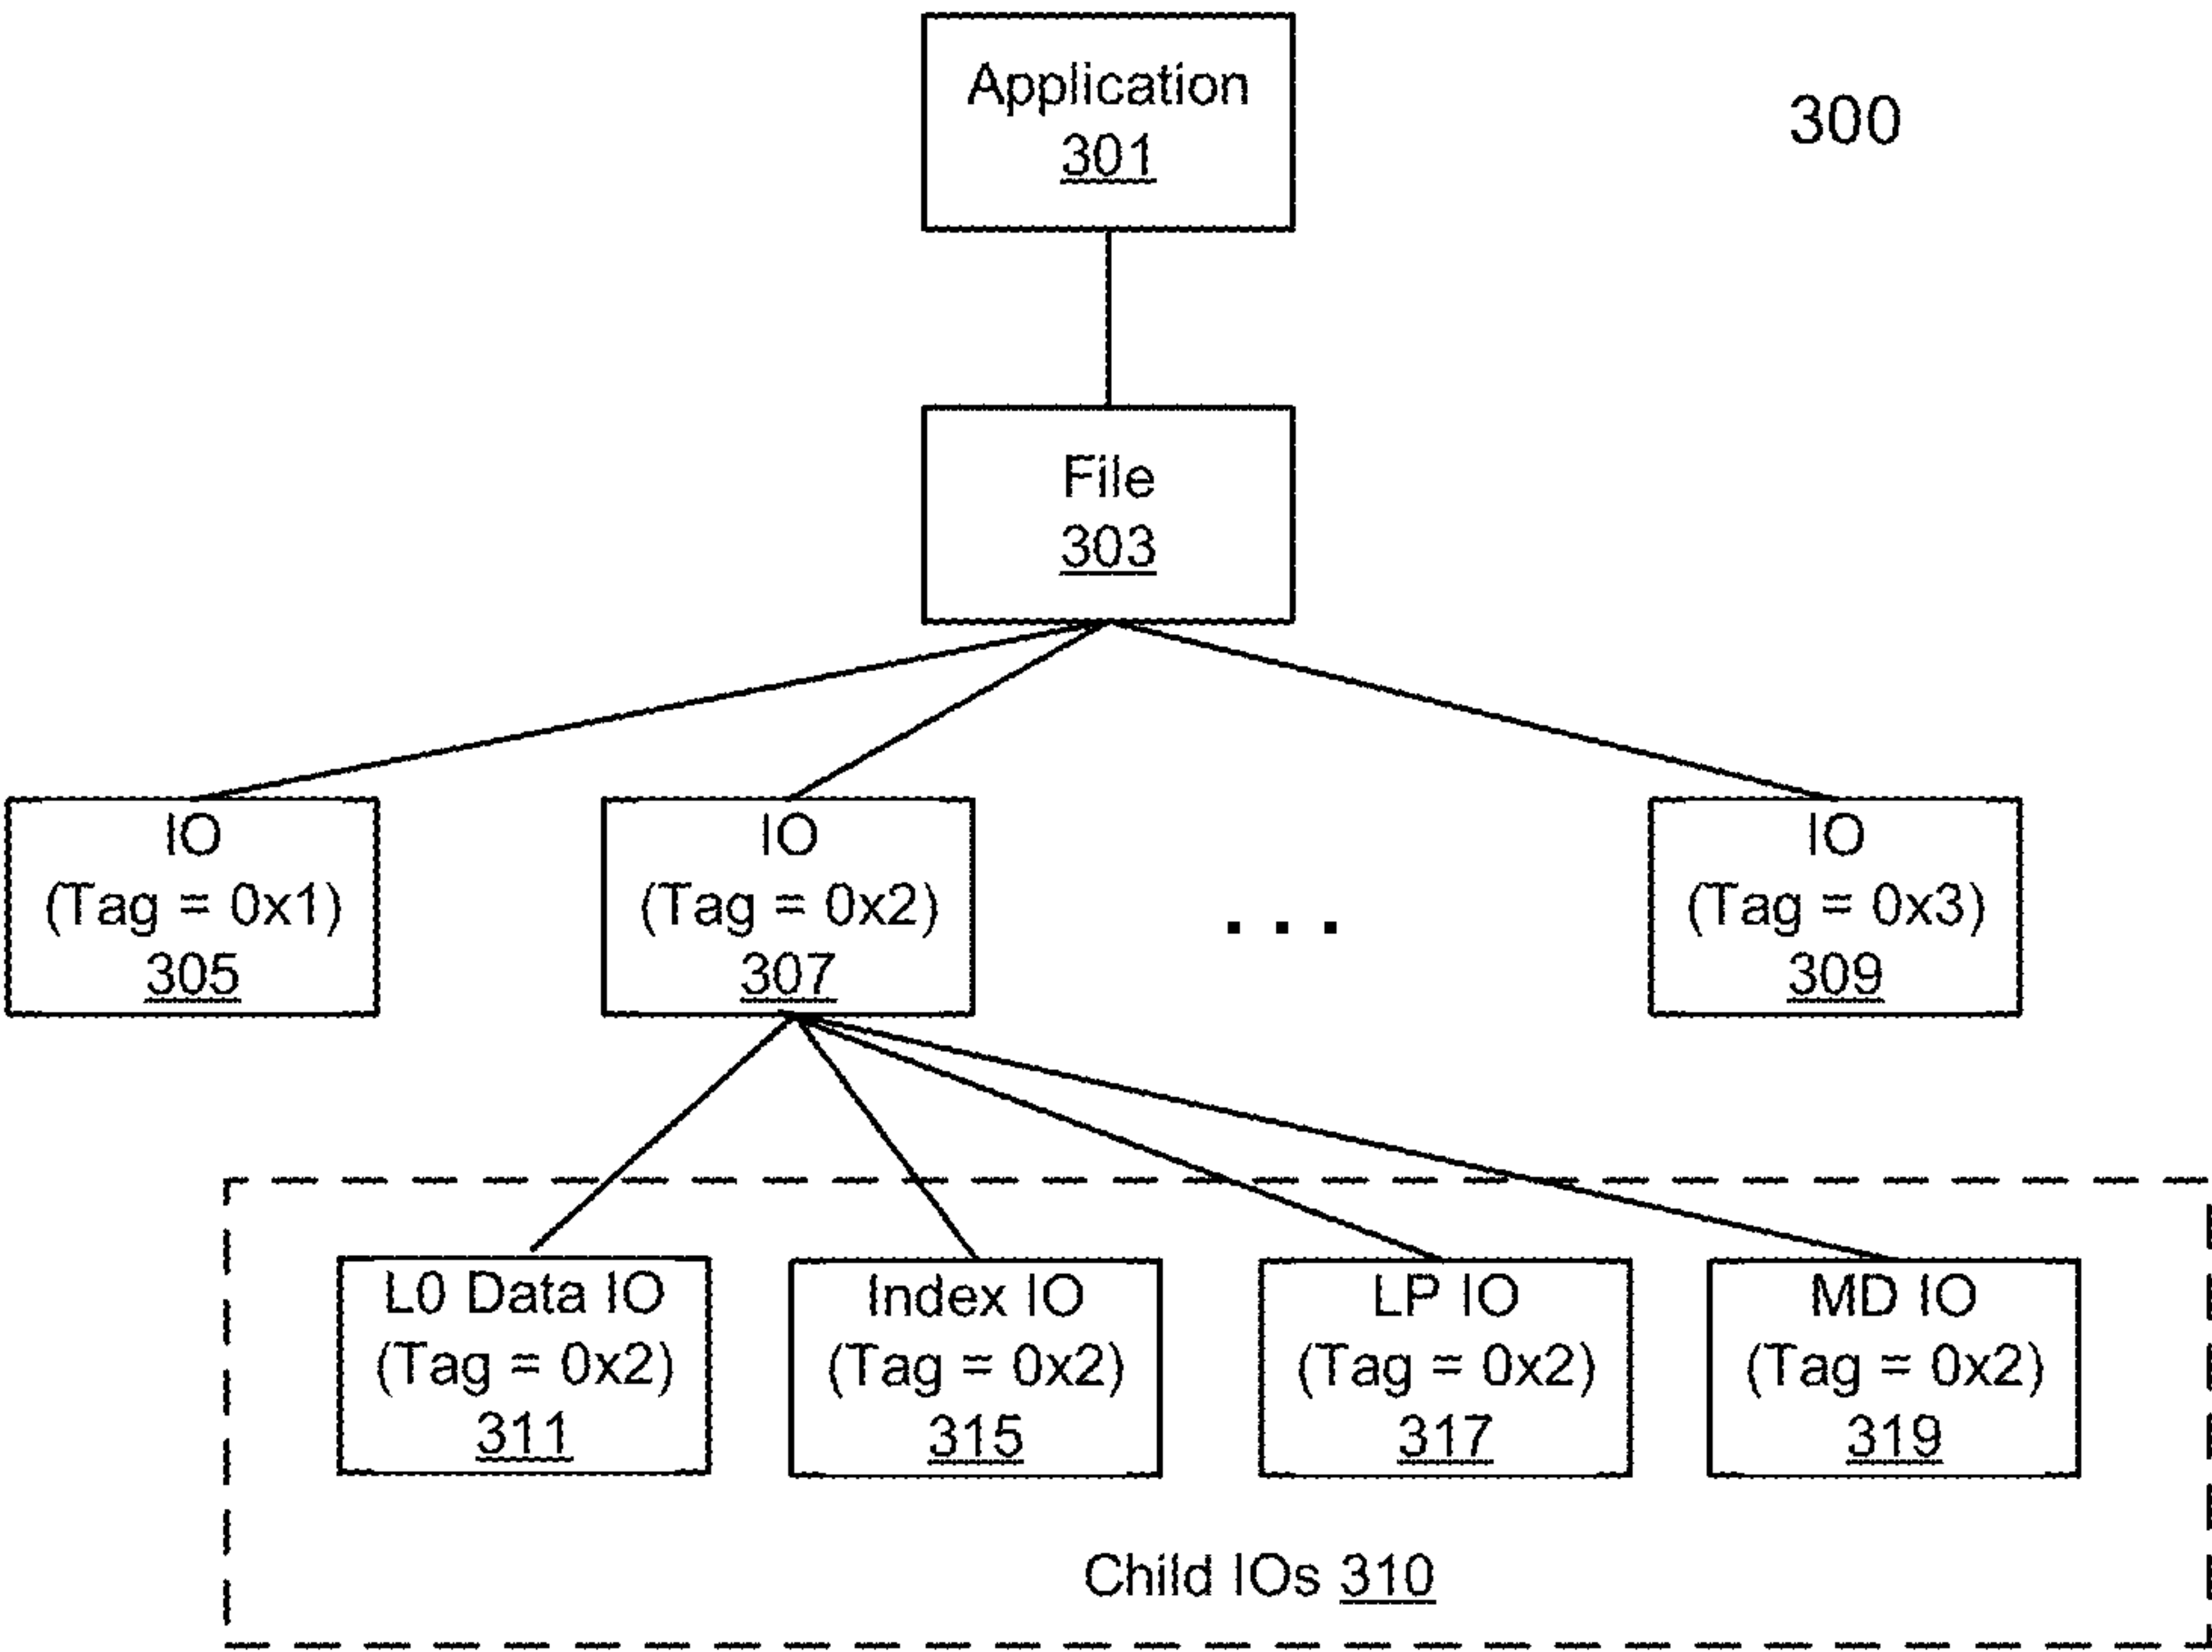 Application
301
300
File
303
IO
(Tag = 0x1)
305
IO
(Tag = 0x2)
307
. . .
IO
(Tag = 0x3)
309
L0 Data IO
(Tag = 0x2)
311
Index IO
(Tag = 0x2)
315
LP IO
(Tag = 0x2)
317
MD IO
(Tag = 0x2)
319
Child IOs 310